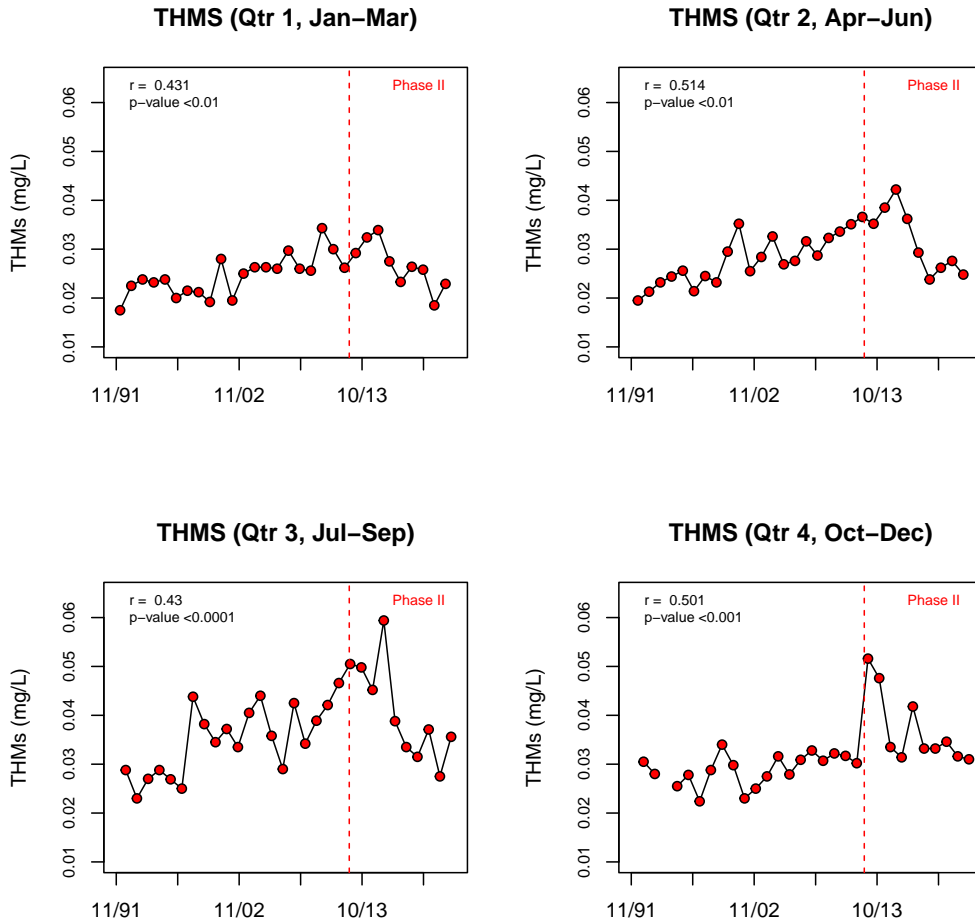 THMS (Qtr 1, Jan−Mar)
r = 0.431
p−value <0.01
Phase II
THMs (mg/L)
0.06
0.05
0.04
0.03
0.02
0.01
11/91 11/02 10/13
THMS (Qtr 2, Apr−Jun)
r = 0.514
p−value <0.01
Phase II
THMs (mg/L)
0.06
0.05
0.04
0.03
0.02
0.01
11/91 11/02 10/13
THMS (Qtr 3, Jul−Sep)
r = 0.43
p−value <0.0001
Phase II
THMs (mg/L)
0.06
0.05
0.04
0.03
0.02
0.01
11/91 11/02 10/13
THMS (Qtr 4, Oct−Dec)
r = 0.501
p−value <0.001
Phase II
THMs (mg/L)
0.06
0.05
0.04
0.03
0.02
0.01
11/91 11/02 10/13